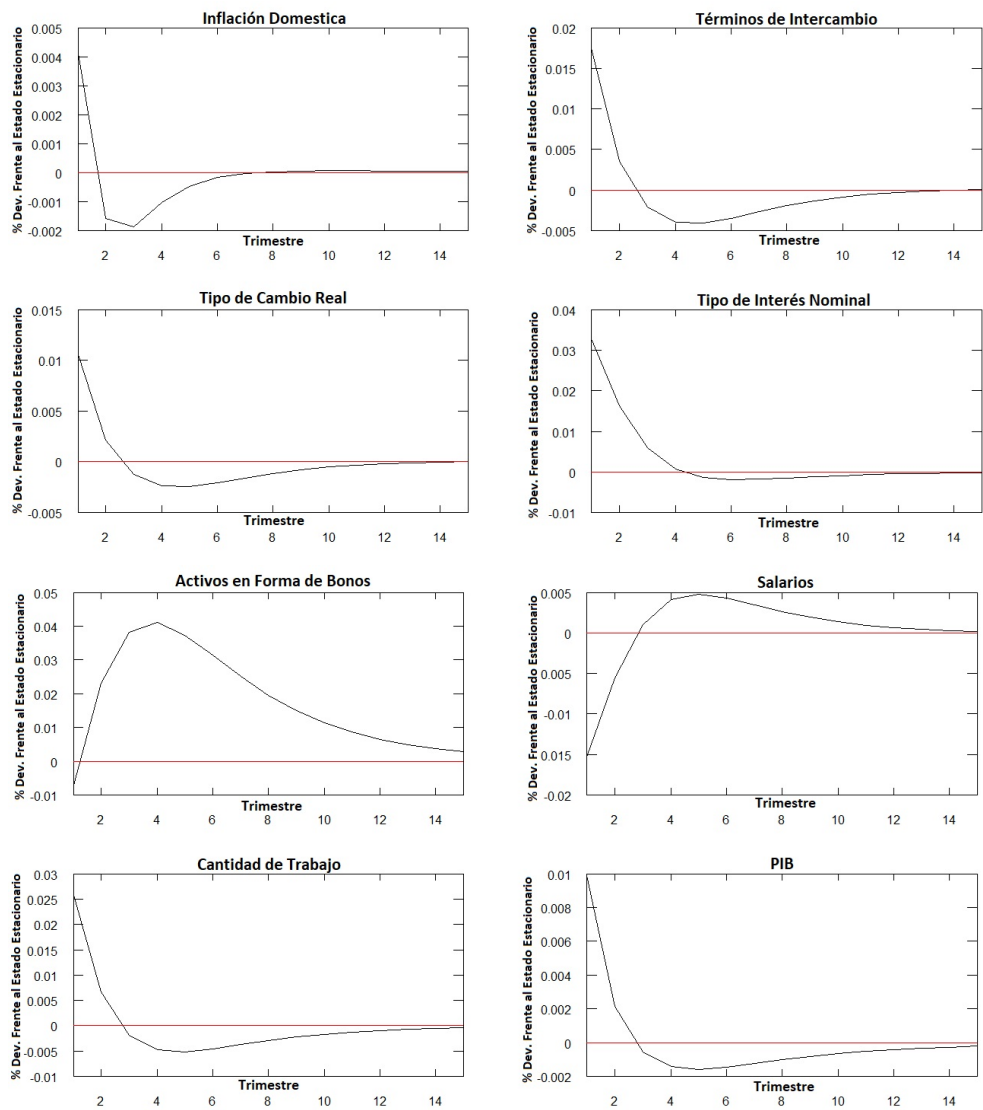 Inflación Domestica
% Dev. Frente al Estado Estacionario
0.005
0.004
0.003
0.002
0.001
0
-0.001
-0.002
Trimestre
2 4 6 8 10 12 14
Términos de Intercambio
% Dev. Frente al Estado Estacionario
0.02
0.015
0.01
0.005
0
-0.005
Trimestre
2 4 6 8 10 12 14
Tipo de Cambio Real
% Dev. Frente al Estado Estacionario
0.015
0.01
0.005
0
-0.005
Trimestre
2 4 6 8 10 12 14
Tipo de Interés Nominal
% Dev. Frente al Estado Estacionario
0.04
0.03
0.02
0.01
0
-0.01
Trimestre
2 4 6 8 10 12 14
Activos en Forma de Bonos
% Dev. Frente al Estado Estacionario
0.05
0.04
0.03
0.02
0.01
0
-0.01
Trimestre
2 4 6 8 10 12 14
Salarios
% Dev. Frente al Estado Estacionario
0.005
0
0.005
-0.01
0.015
-0.02
Trimestre
2 4 6 8 10 12 14
Cantidad de Trabajo
% Dev. Frente al Estado Estacionario
0.03
0.025
0.02
0.015
0.01
0.005
0
-0.005
-0.01
Trimestre
2 4 6 8 10 12 14
PIB
% Dev. Frente al Estado Estacionario
0.01
0.008
0.006
0.004
0.002
0
-0.002
Trimestre
2 4 6 8 10 12 14